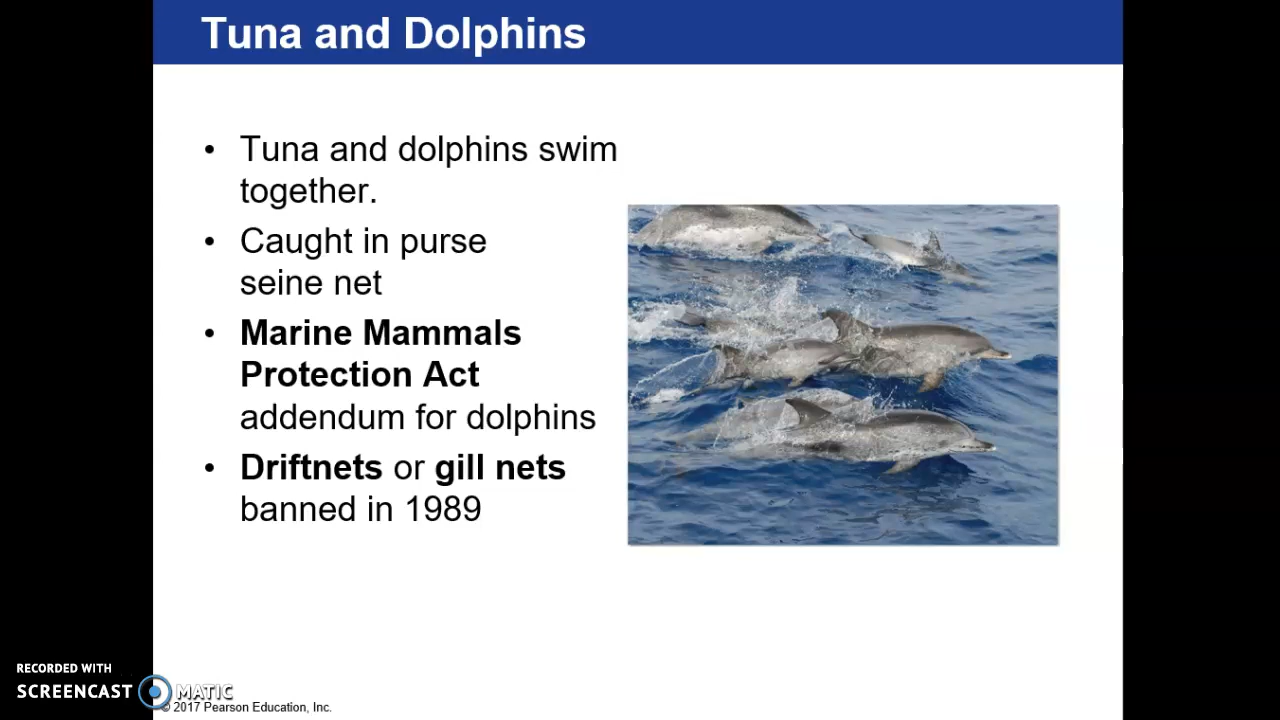 Tuna and Dolphins
• Tuna and dolphins swim
together.
• Caught in purse
seine net
• Marine Mammals
Protection Act
addendum for dolphins
• Driftnets or gill nets
banned in 1989
RECORDED WITH
SCREENCAST MATIC
© 2017 Pearson Education, Inc.